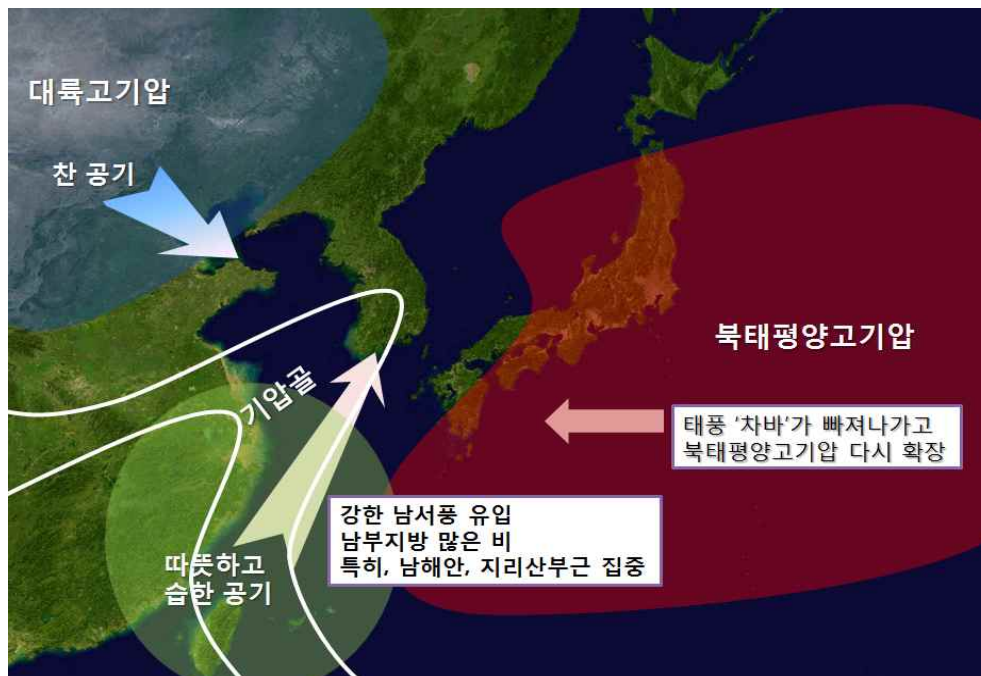 대륙고기압
찬 공기
북태평양고기압
기압골
태풍 '차바'가 빠져나가고
북태평양고기압 다시 확장
강한 남서풍 유입
남부지방 많은 비
특히, 남해안, 지리산부근 집중
따뜻하고
습한 공기